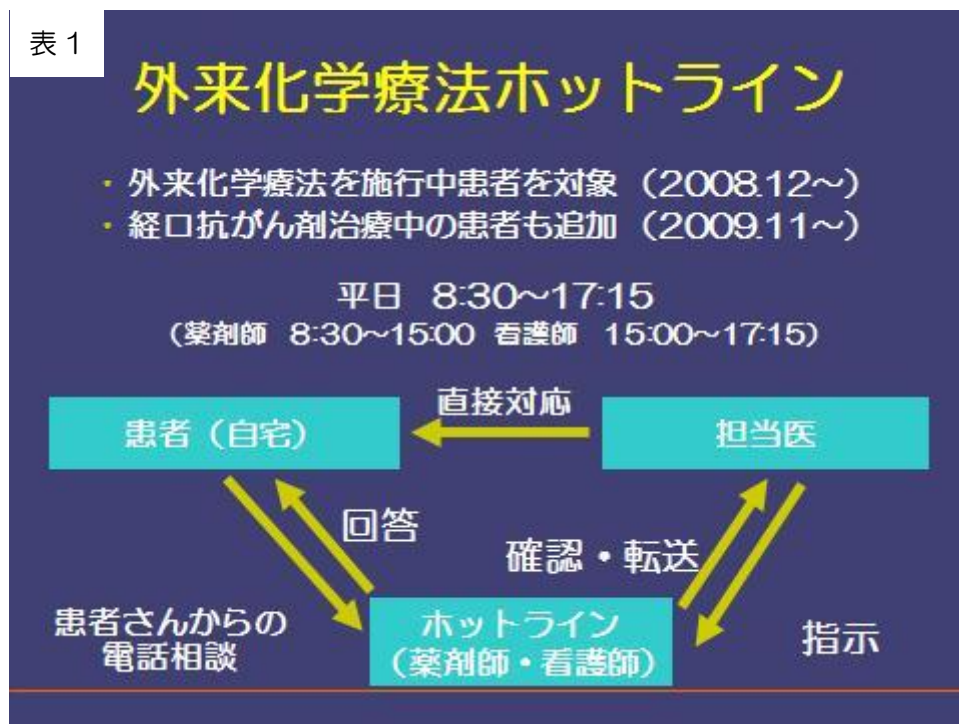 表 1
外来化学療法ホットライン
・外来化学療法を施行中患者を対象（2008.12～）
・経口抗がん剤治療中の患者も追加（2009.11～）
平日 8:30～17:15
（薬剤師 8:30～15:00 看護師 15:00～17:15）
直接対応
患者（自宅）
担当医
回答
確認・転送
患者さんからの
電話相談
ホットライン
（薬剤師・看護師）
指示